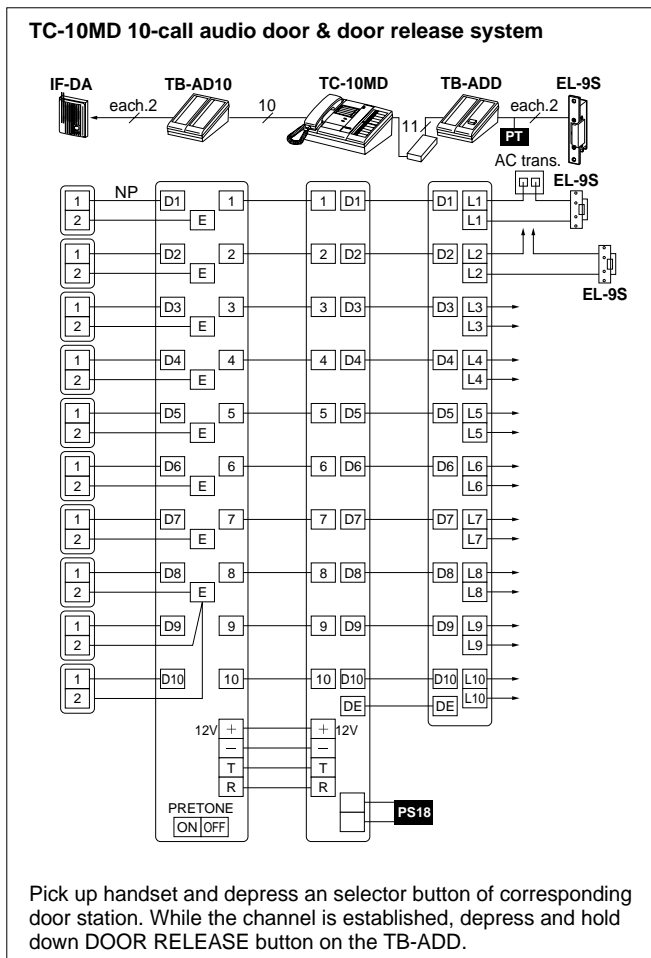 TC-10MD 10-call audio door & door release system
IF-DA TB-AD10 TC-10MD TB-ADD EL-9S
each.2 10 11 each.2
PT
AC trans.
EL-9S
1 NP D1 1 1 D1 D1 L1
2 E L1
1 D2 2 2 D2 D2 L2
2 E L2
EL-9S
1 D3 3 3 D3 D3 L3
2 E L3
1 D4 4 4 D4 D4 L4
2 E L4
1 D5 5 5 D5 D5 L5
2 E L5
1 D6 6 6 D6 D6 L6
2 E L6
1 D7 7 7 D7 D7 L7
2 E L7
1 D8 8 8 D8 D8 L8
2 E L8
1 D9 9 9 D9 D9 L9
2 L9
1 D10 10 10 D10 D10 L10
2 L10
DE DE
12V + + 12V
− −
T T
R R
PRETONE
ON OFF
PS18
Pick up handset and depress an selector button of corresponding
door station. While the channel is established, depress and hold
down DOOR RELEASE button on the TB-ADD.